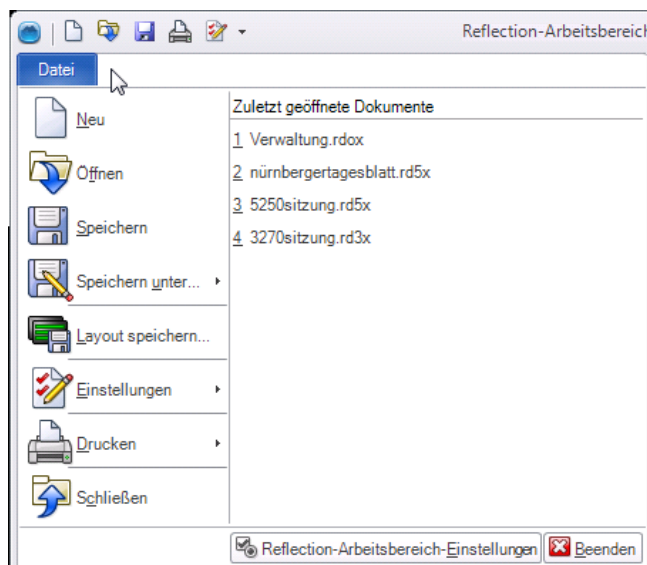 Reflection-Arbeitsbereich
Datei
Neu
Öffnen
Speichern
Speichern unter...
Layout speichern...
Einstellungen
Drucken
Schließen
Zuletzt geöffnete Dokumente
1 Verwaltung.rdox
2 nürnbergertagesblatt.rd5x
3 5250sitzung.rd5x
4 3270sitzung.rd3x
Reflection-Arbeitsbereich-Einstellungen
Beenden